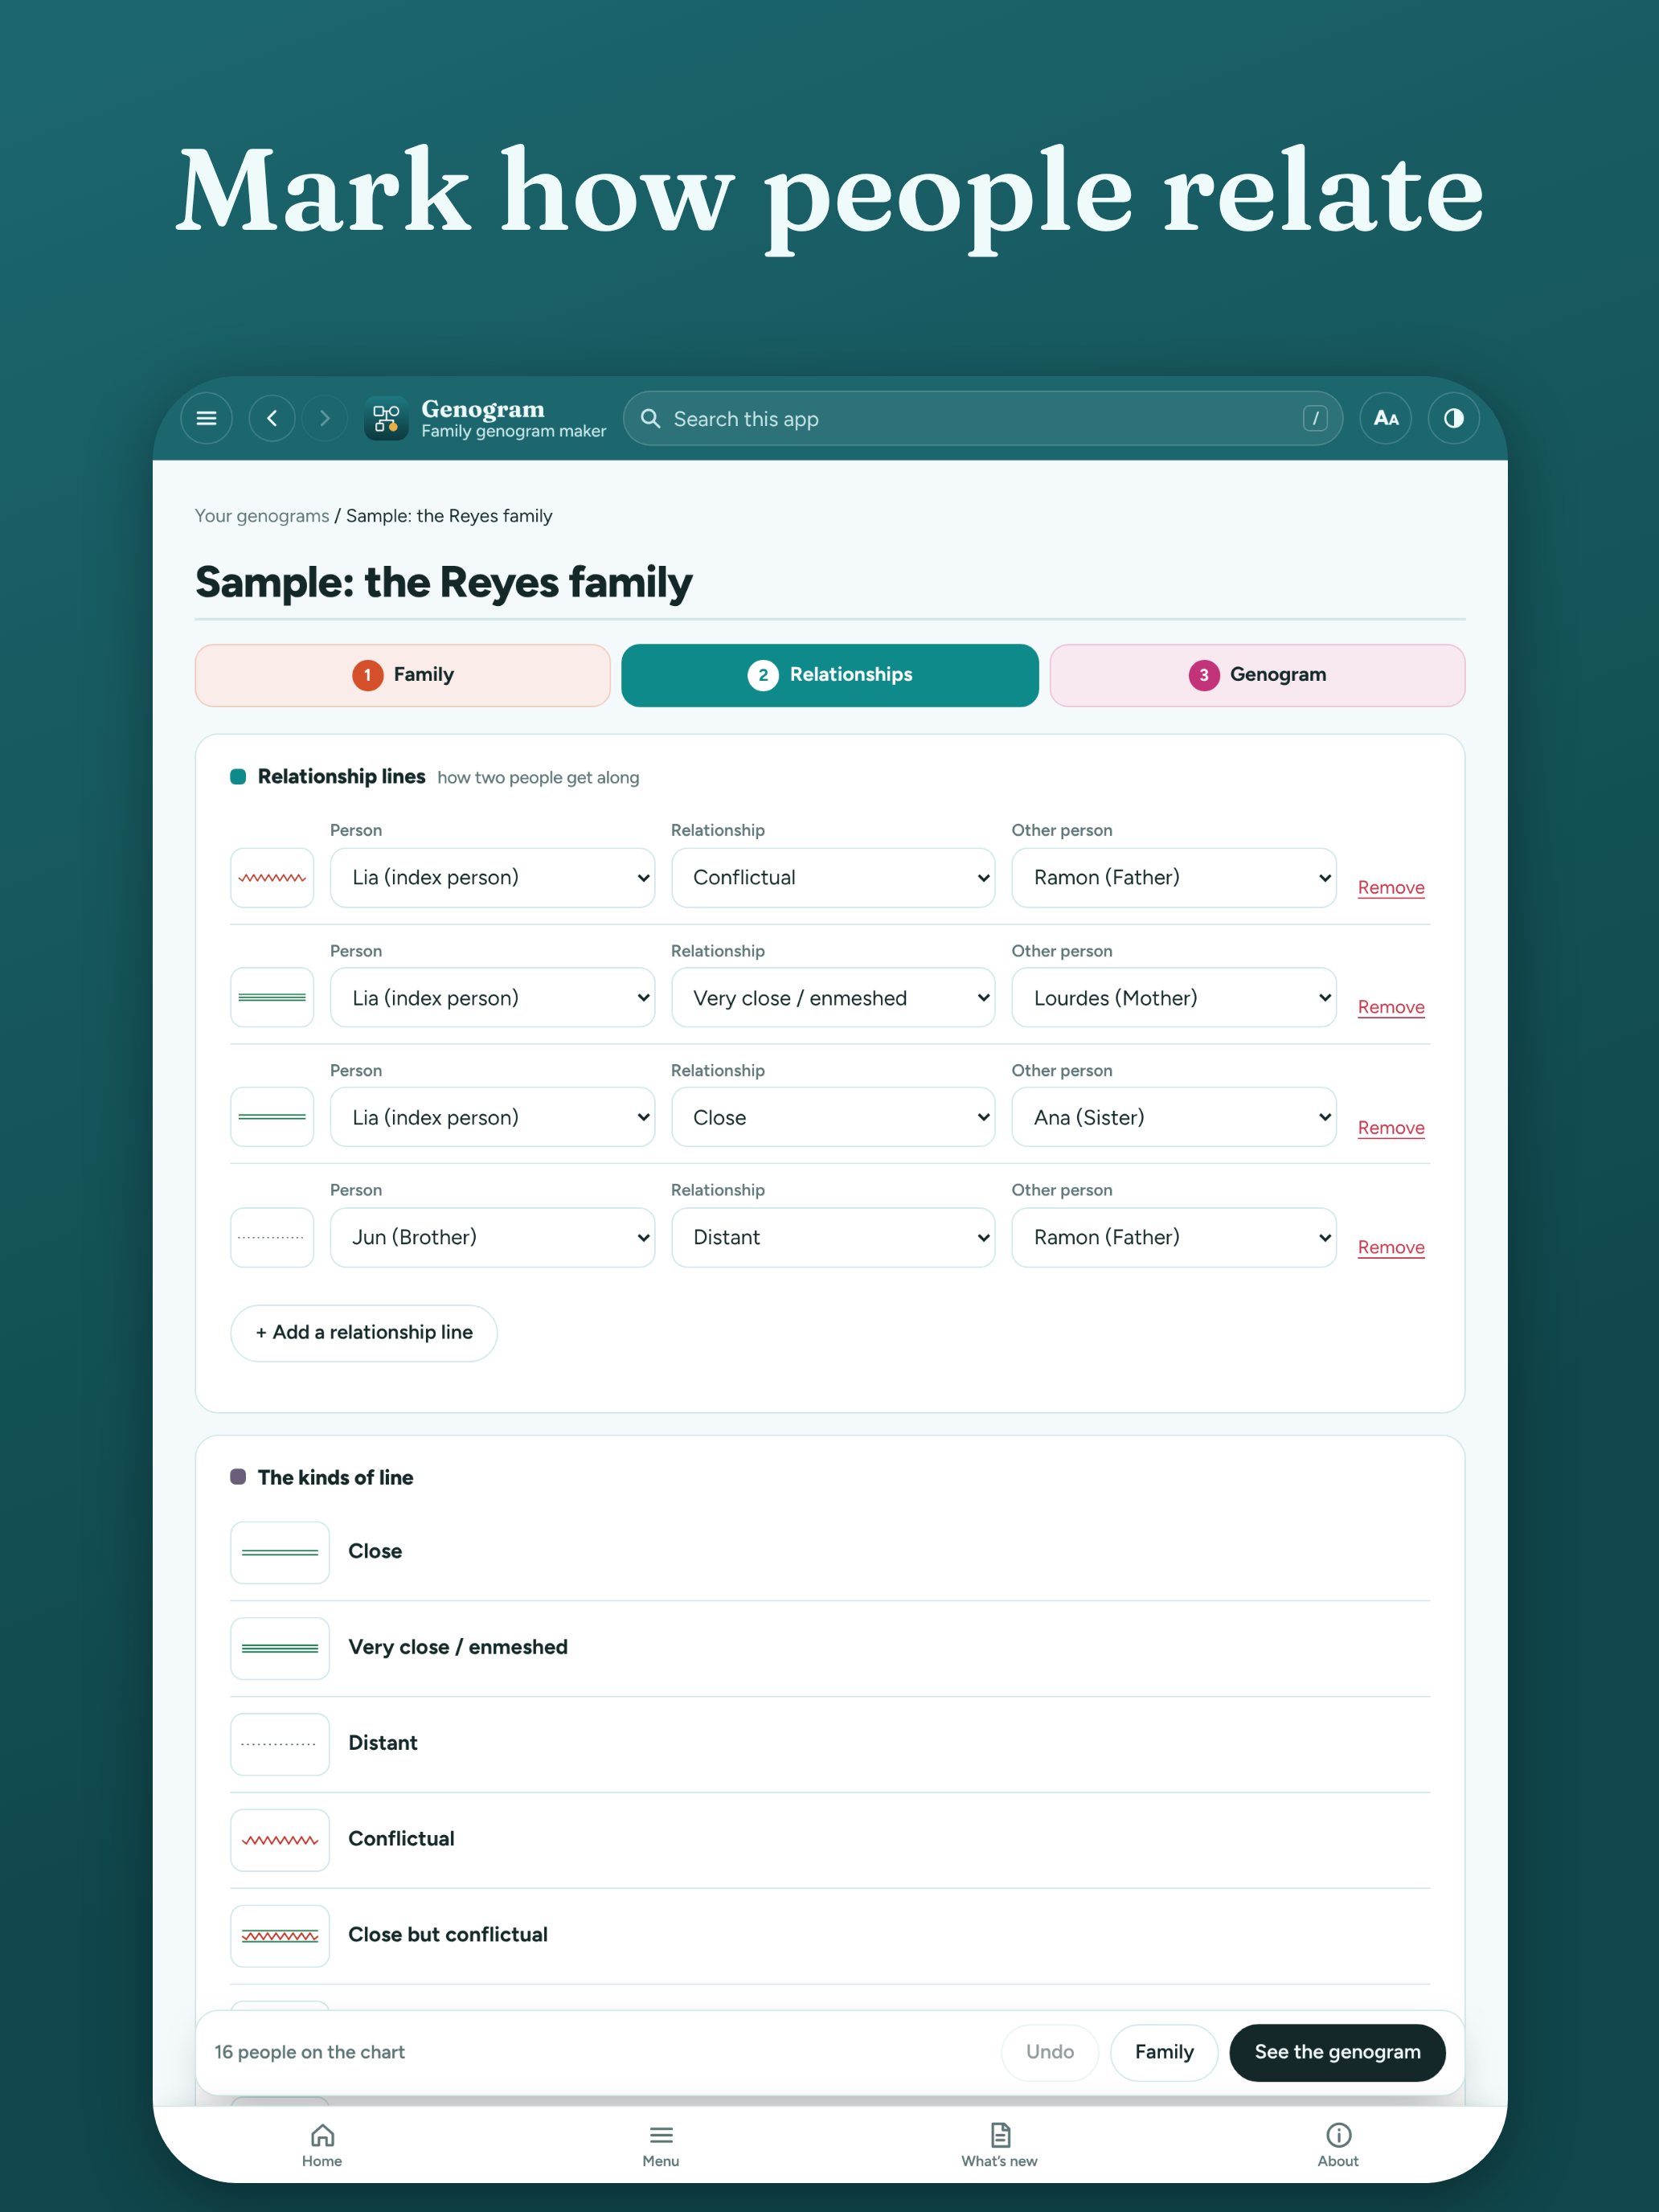 Mark how people relate
Genogram
Family genogram maker
Search this app
/
AA
Your genograms / Sample: the Reyes family
Sample: the Reyes family
1 Family
2 Relationships
3 Genogram
Relationship lines how two people get along
Person Relationship Other person
Lia (index person) Conflictual Ramon (Father) Remove
Person Relationship Other person
Lia (index person) Very close / enmeshed Lourdes (Mother) Remove
Person Relationship Other person
Lia (index person) Close Ana (Sister) Remove
Person Relationship Other person
Jun (Brother) Distant Ramon (Father) Remove
+ Add a relationship line
The kinds of line
Close
Very close / enmeshed
Distant
Conflictual
Close but conflictual
16 people on the chart Undo Family See the genogram
Home Menu What's new About